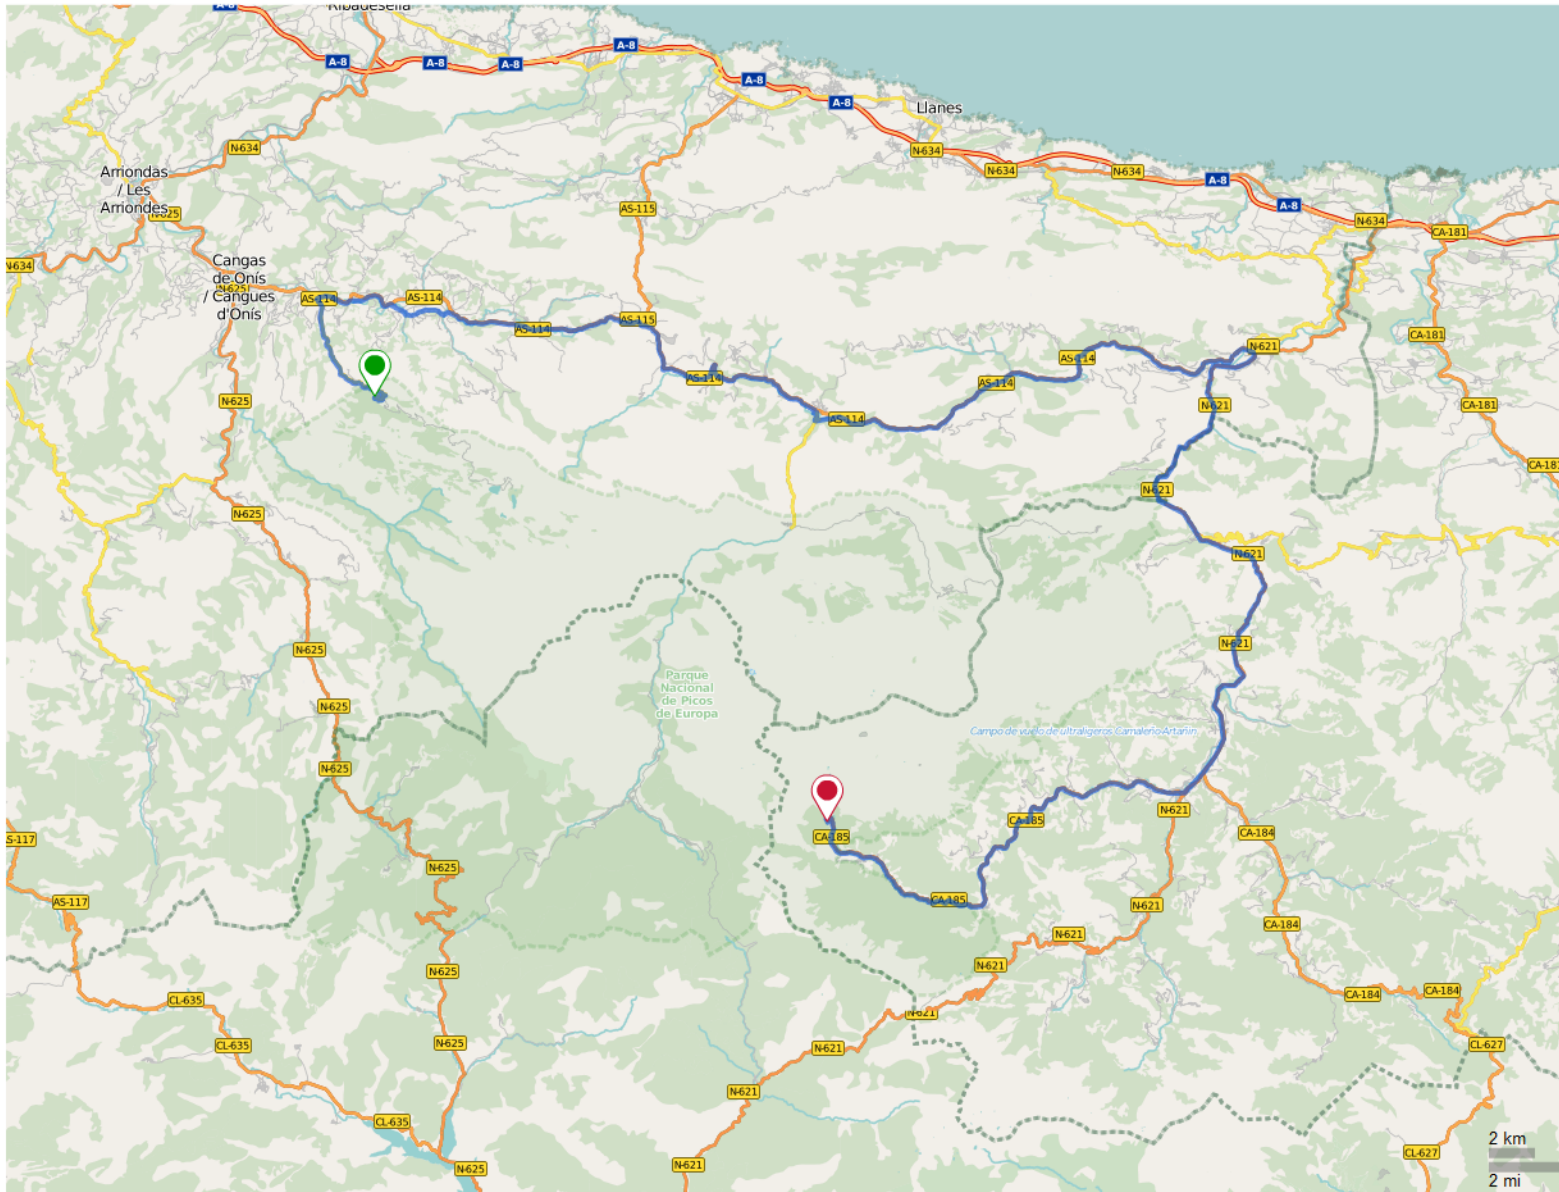 A-8
Ribadesella
A-8
A-8
A-8
A-8
A-8
A-8
Llanes
N-634
N-634
N-634
N-634
A-8
A-8
N-634
CA-181
Arriondas
/ Les
Arriondes
N-625
AS-115
N-634
Cangas
de Onís
/ Cangues
d'Onís
N-625
AS-114
AS-114
AS-114
AS-115
N-621
CA-181
AS-114
AS-114
AS-114
N-625
N-621
CA-181
AS-114
CA-181
N-621
N-625
N-621
N-621
N-625
Parque
Nacional
de Picos
de Europa
N-625
Campo de vuelo de ultraligeros Camaleño-Artañin
N-625
N-621
CA-185
CA-184
CA-185
AS-117
N-625
CA-185
AS-117
N-621
CA-184
N-621
N-621
N-625
CL-635
CA-184
CA-184
N-621
CL-635
N-625
N-621
CL-627
N-621
CL-635
N-625
N-621
CL-627
2 km
2 mi